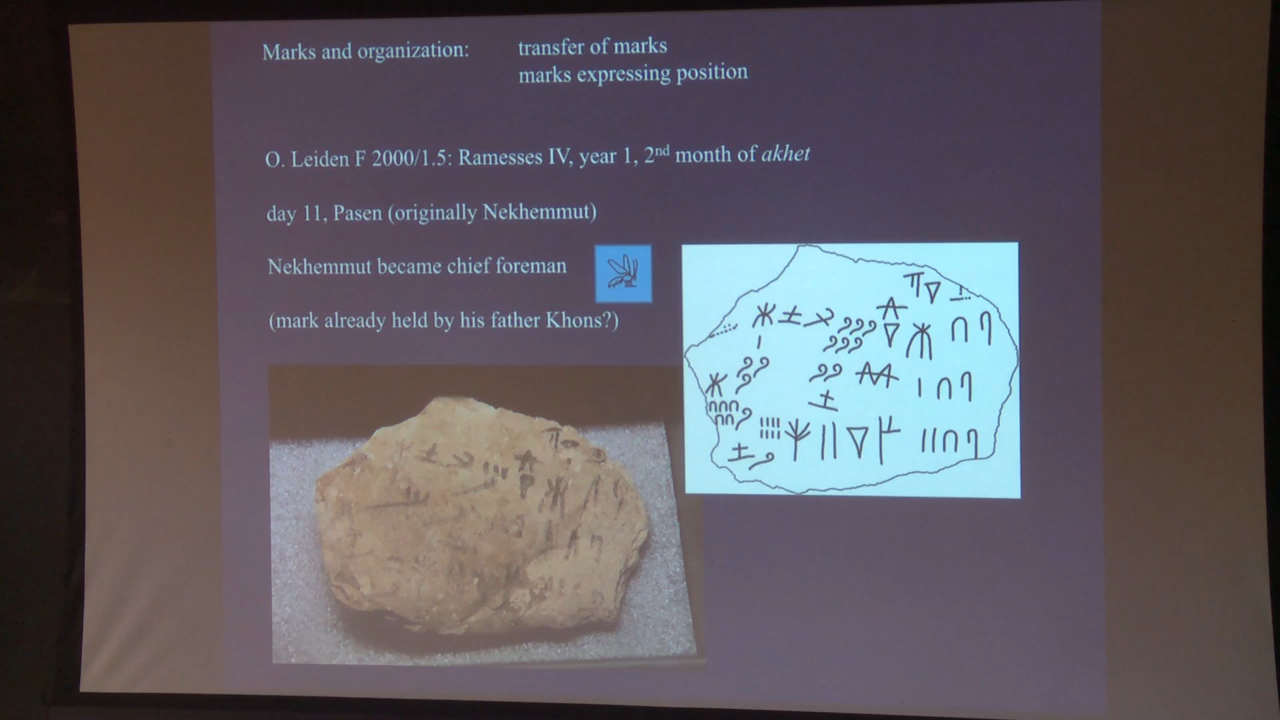 Marks and organization: transfer of marks
marks expressing position
O. Leiden F 2000/1.5: Ramesses IV, year 1, 2nd month of akhet
day 11, Pasen (originally Nekhemmut)
Nekhemmut became chief foreman
(mark already held by his father Khons?)